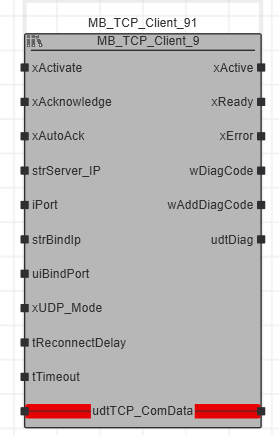 MB_TCP_Client_91
MB_TCP_Client_9
xActivate xActive
xAcknowledge xReady
xAutoAck xError
strServer_IP wDiagCode
iPort wAddDiagCode
strBindIp udtDiag
uiBindPort
xUDP_Mode
tReconnectDelay
tTimeout
udtTCP_ComData